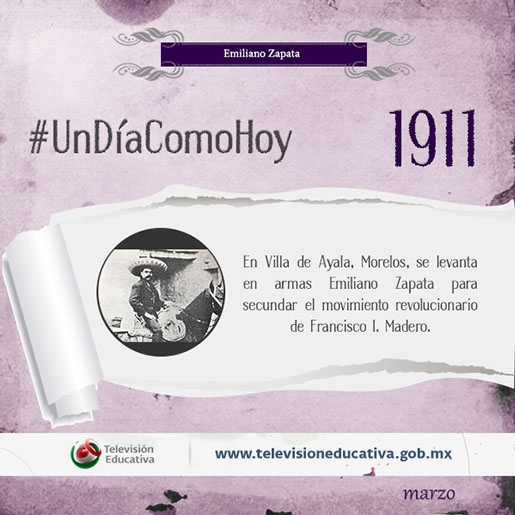 Emiliano Zapata
#UnDíaComoHoy
1911
En Villa de Ayala, Morelos, se levanta
en armas Emiliano Zapata para
secundar el movimiento revolucionario
de Francisco I. Madero.
Televisión
Educativa
www.televisioneducativa.gob.mx
marzo